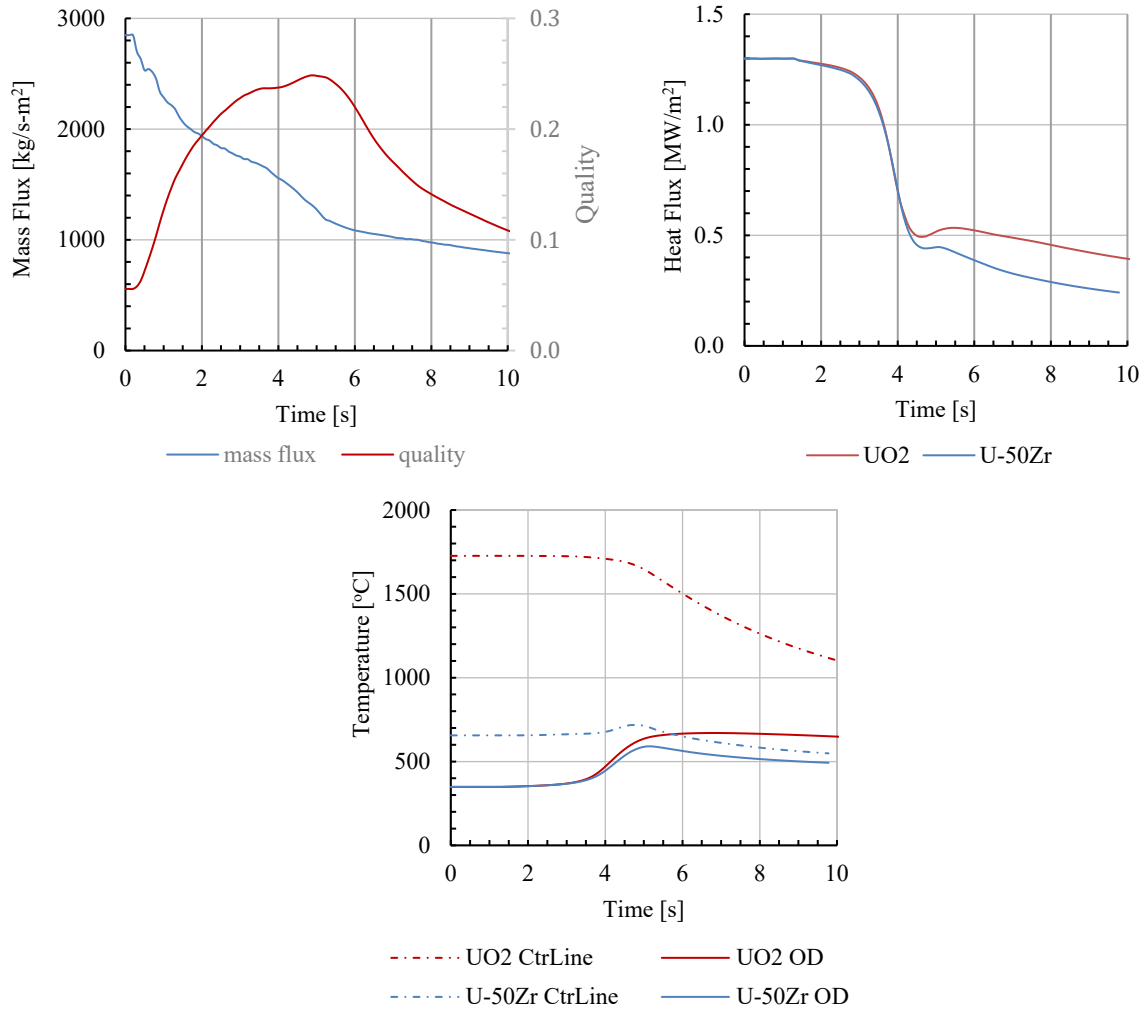 3000
2000
1000
0
Mass Flux [kg/s-m²]
0.3
0.2
0.1
0.0
Quality
0 2 4 6 8 10
Time [s]
mass flux quality
1.5
1.0
0.5
0.0
Heat Flux [MW/m²]
0 2 4 6 8 10
Time [s]
UO2 U-50Zr
2000
1500
1000
500
0
Temperature [°C]
0 2 4 6 8 10
Time [s]
UO2 CtrLine UO2 OD
U-50Zr CtrLine U-50Zr OD